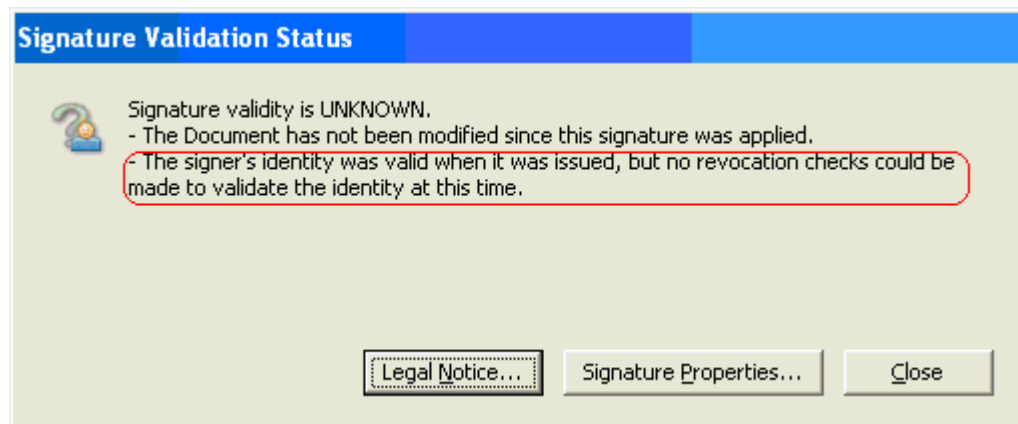 Signature Validation Status
Signature validity is UNKNOWN.
- The Document has not been modified since this signature was applied.
- The signer's identity was valid when it was issued, but no revocation checks could be
made to validate the identity at this time.
Legal Notice... Signature Properties... Close